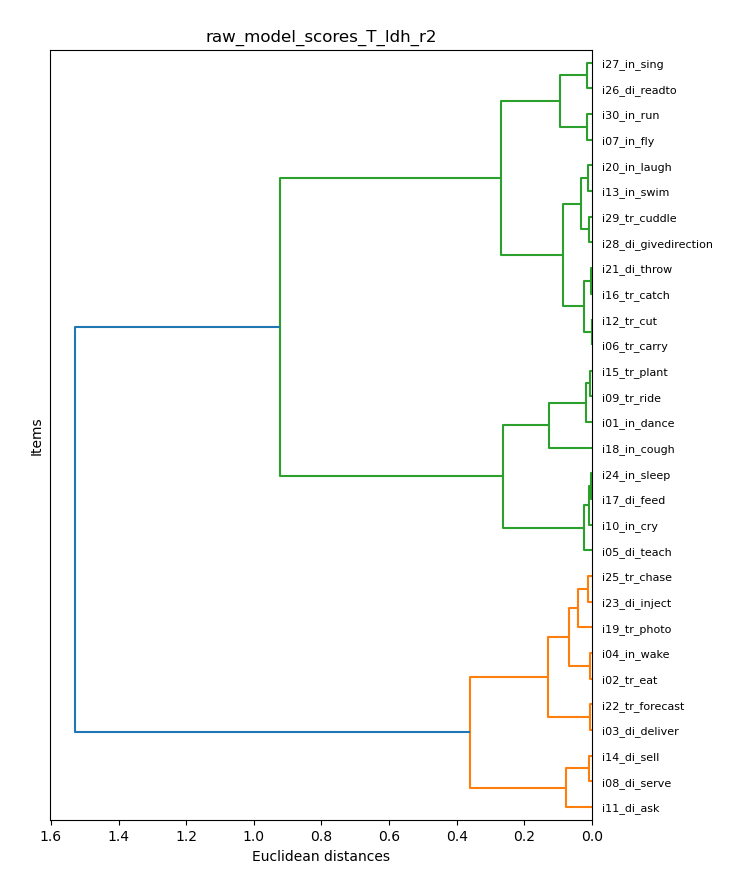 raw_model_scores_T_ldh_r2
i27_in_sing
i26_di_readto
i30_in_run
i07_in_fly
i20_in_laugh
i13_in_swim
i29_tr_cuddle
i28_di_givedirection
i21_di_throw
i16_tr_catch
i12_tr_cut
i06_tr_carry
i15_tr_plant
i09_tr_ride
i01_in_dance
i18_in_cough
i24_in_sleep
i17_di_feed
i10_in_cry
i05_di_teach
i25_tr_chase
i23_di_inject
i19_tr_photo
i04_in_wake
i02_tr_eat
i22_tr_forecast
i03_di_deliver
i14_di_sell
i08_di_serve
i11_di_ask
Items
1.6 1.4 1.2 1.0 0.8 0.6 0.4 0.2 0.0
Euclidean distances